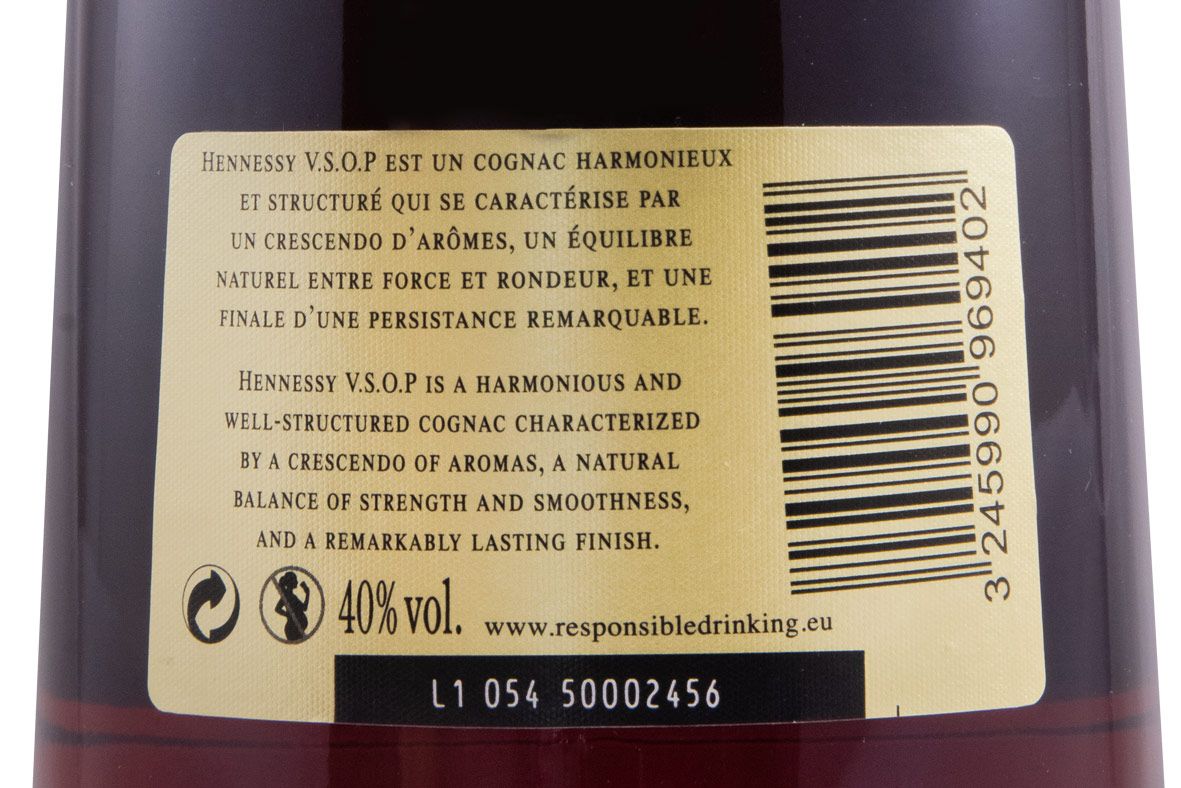 HENNESSY V.S.O.P EST UN COGNAC HARMONIEUX
ET STRUCTURÉ QUI SE CARACTÉRISE PAR
UN CRESCENDO D'ARÔMES, UN ÉQUILIBRE
NATUREL ENTRE FORCE ET RONDEUR, ET UNE
FINALE D'UNE PERSISTANCE REMARQUABLE.
HENNESSY V.S.O.P IS A HARMONIOUS AND
WELL-STRUCTURED COGNAC CHARACTERIZED
BY A CRESCENDO OF AROMAS, A NATURAL
BALANCE OF STRENGTH AND SMOOTHNESS,
AND A REMARKABLY LASTING FINISH.
40% vol. www.responsibledrinking.eu
L1 054 50002456
3 245990 969402